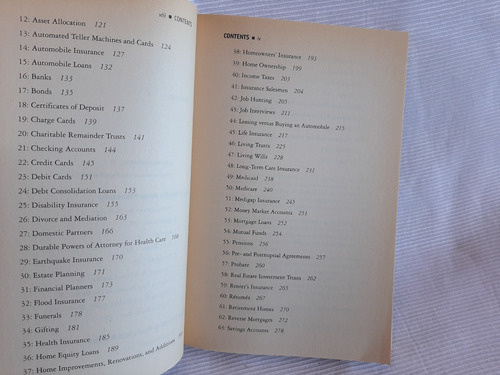 viii ■ CONTENTS
12: Asset Allocation 121
13: Automated Teller Machines and Cards 124
14: Automobile Insurance 127
15: Automobile Loans 132
16: Banks 133
17: Bonds 135
18: Certificates of Deposit 137
19: Charge Cards 139
20: Charitable Remainder Trusts 141
21: Checking Accounts 144
22: Credit Cards 145
23: Debit Cards 151
24: Debt Consolidation Loans 153
25: Disability Insurance 155
26: Divorce and Mediation 163
27: Domestic Partners 166
28: Durable Powers of Attorney for Health Care 168
29: Earthquake Insurance 170
30: Estate Planning 171
31: Financial Planners 173
32: Flood Insurance 177
33: Funerals 178
34: Gifting 181
35: Health Insurance 185
36: Home Equity Loans 189
37: Home Improvements, Renovations, and Additions
CONTENTS ■ ix
38: Homeowners' Insurance 193
39: Home Ownership 199
40: Income Taxes 203
41: Insurance Salesmen 204
42: Job Hunting 205
43: Job Interviews 211
44: Leasing versus Buying an Automobile 215
45: Life Insurance 217
46: Living Trusts 225
47: Living Wills 228
48: Long-Term Care Insurance 231
49: Medicaid 238
50: Medicare 240
51: Medigap Insurance 245
52: Money Market Accounts 251
53: Mortgage Loans 252
54: Mutual Funds 254
55: Pensions 256
56: Pre- and Postnuptial Agreements 257
57: Probate 260
58: Real Estate Investment Trusts 262
59: Renter's Insurance 265
60: Résumés 267
61: Retirement Homes 270
62: Reverse Mortgages 272
63: Savings Accounts 278